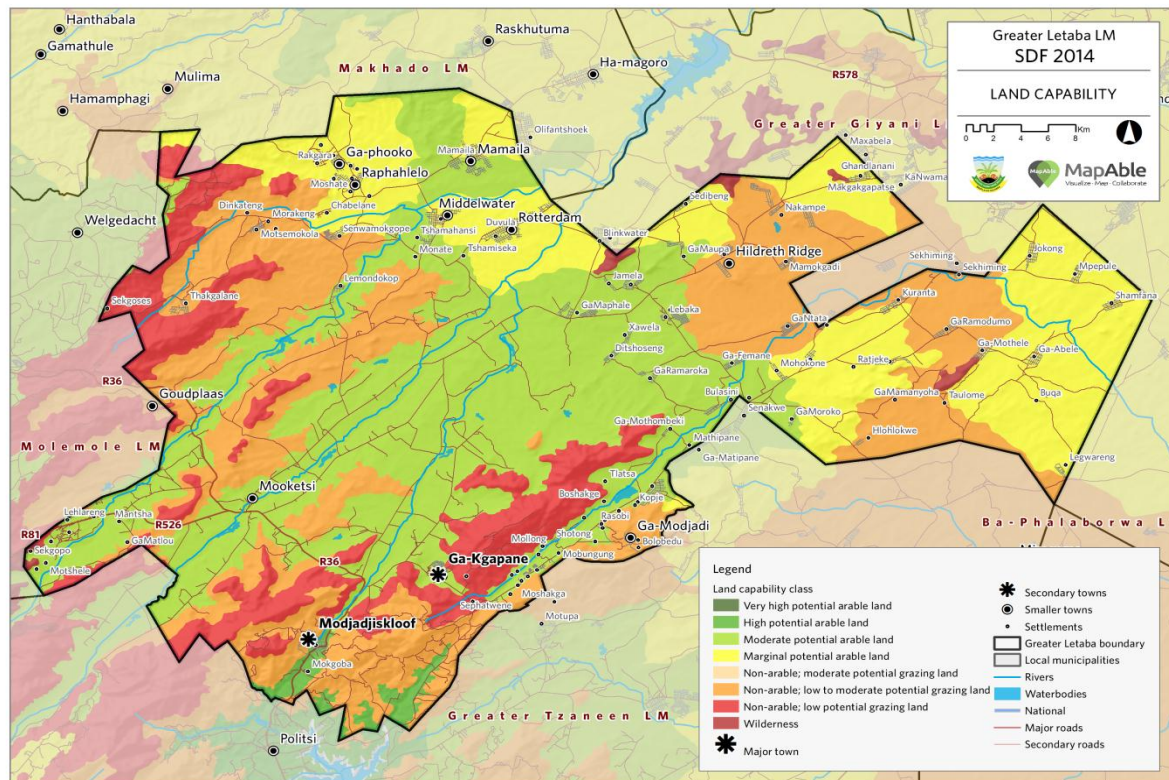 Greater Letaba LM
SDF 2014
LAND CAPABILITY
0 2 4 6 8 Km
MapAble
MapAble
Visualize - Map - Collaborate
Hanthabala
Gamathule
Mulima
Hamamphagi
Raskhutuma
Ha-magoro
Makhado LM
R578
Greater Giyani L
Olifantshoek
Maxabela
Ghandlanani
Makgakgapatse
KaNwama
Rakgara
Ga-phooko
Mamaila
Mamaila
Moshate
Raphahlelo
Welgedacht
Dinkateng
Morakeng
Chabelane
Motsemokola
Senwamokgope
Middelwater
Tshamahansi
Duvula
Rotterdam
Monate
Tshamiseka
Sedibeng
Nakampe
Blinkwater
GaMaupa
Hildreth Ridge
Mamokgadi
Sekhiming
Sekhiming
Jokong
Mpepule
Shamfana
Lemondokop
Jamela
Sekgoses
Thakgalane
GaMaphale
Lebaka
Kuranta
GaNtata
Xawela
GaRamodumo
Ditshoseng
Ga-Mothele
Ga-Femane
Mohokone
Ratjeke
Ga-Abele
R36
GaRamaroka
Goudplaas
Bulasini
GaMamanyoha
Taulome
Buqa
Senakwe
GaMoroko
Molemole LM
Ga-Mothombeki
Hlohlokwe
Mathipane
Ga-Matipane
Legwareng
Tlatsa
Mooketsi
Boshakge
Kopje
Lehlareng
Mantsha
R526
Rasobi
Ga-Modjadi
Ba-Phalaborwa L
R81
GaMatlou
Shotong
Bolobedu
Sekgopo
Mollong
Mobungung
Motshele
R36
Ga-Kgapane
Moshakga
Sephatwene
Motupa
Modjadjiskloof
Mokgoba
Greater Tzaneen LM
Politsi
Legend
Land capability class
Very high potential arable land
High potential arable land
Moderate potential arable land
Marginal potential arable land
Non-arable; moderate potential grazing land
Non-arable; low to moderate potential grazing land
Non-arable; low potential grazing land
Wilderness
Major town
Secondary towns
Smaller towns
Settlements
Greater Letaba boundary
Local municipalities
Rivers
Waterbodies
National
Major roads
Secondary roads